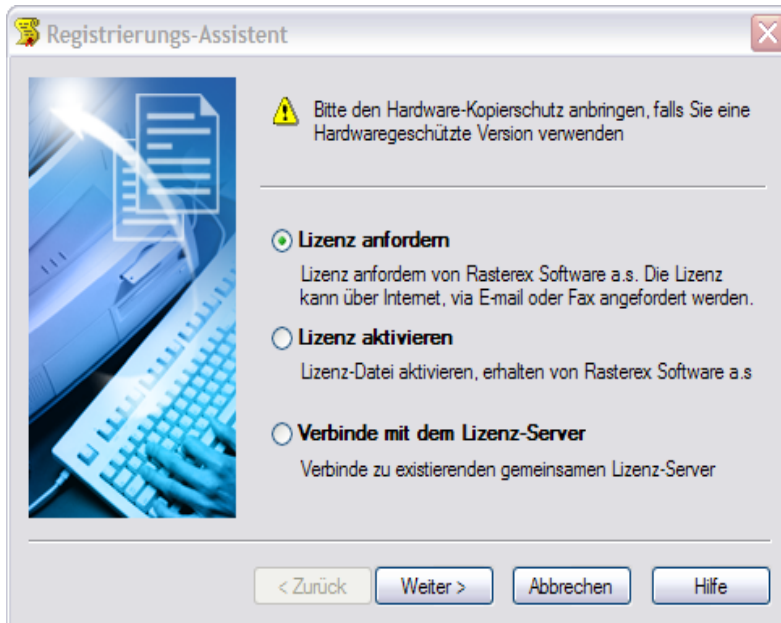 Registrierungs-Assistent
Bitte den Hardware-Kopierschutz anbringen, falls Sie eine
Hardwaregeschützte Version verwenden
Lizenz anfordern
Lizenz anfordern von Rasterex Software a.s. Die Lizenz
kann über Internet, via E-mail oder Fax angefordert werden.
Lizenz aktivieren
Lizenz-Datei aktivieren, erhalten von Rasterex Software a.s
Verbinde mit dem Lizenz-Server
Verbinde zu existierenden gemeinsamen Lizenz-Server
< Zurück Weiter > Abbrechen Hilfe